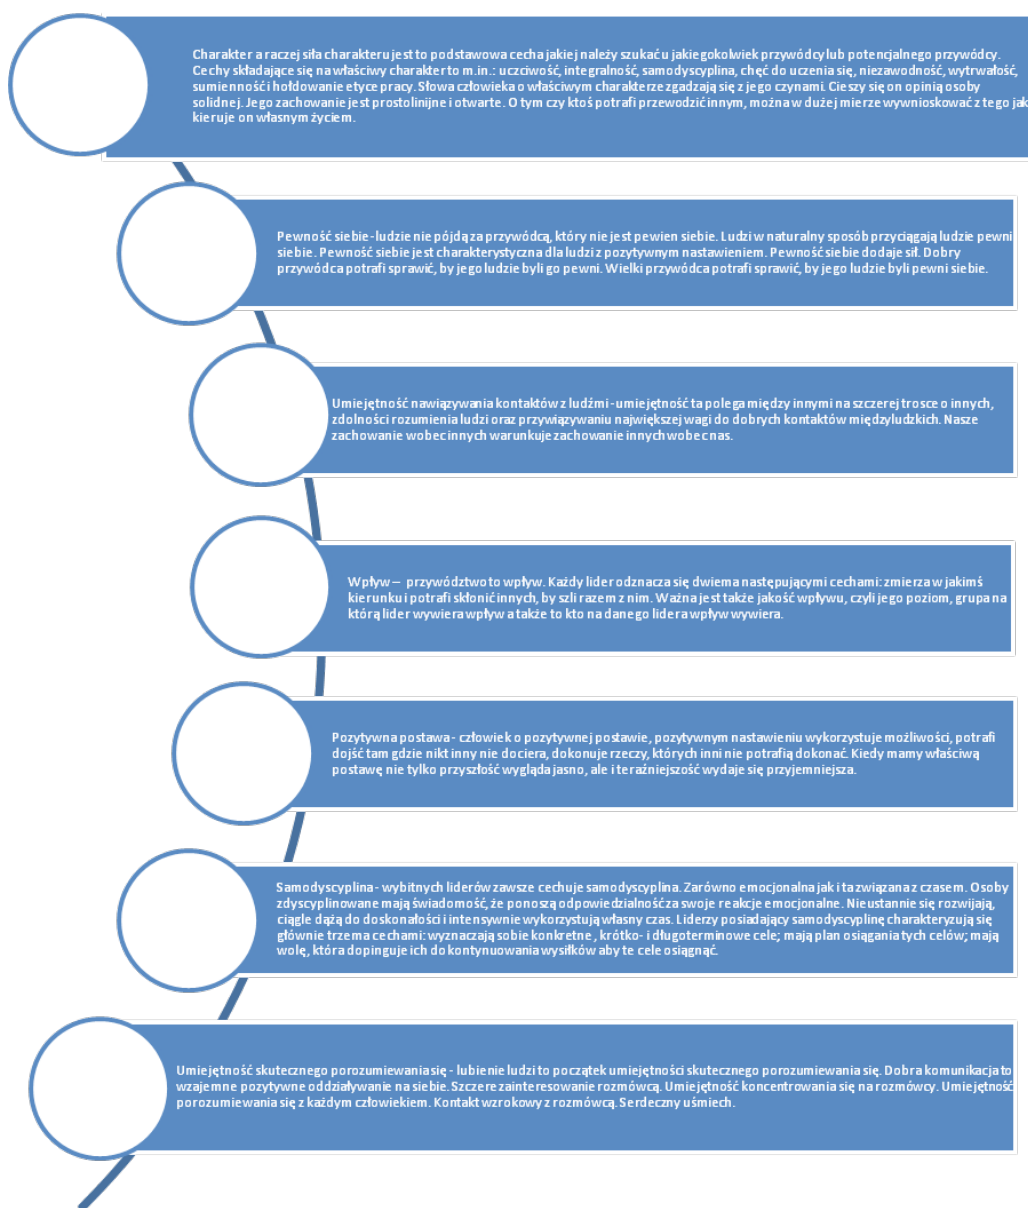 Charakter a raczej siła charakteru jest to podstawowa cecha jakiej należy szukać u jakiegokolwiek przywódcy lub potencjalnego przywódcy.
Cechy składające się na właściwy charakter to m.in.: uczciwość, integralność, samodyscyplina, chęć do uczenia się, niezawodność, wytrwałość,
sumienność i hołdowanie etyce pracy. Słowa człowieka o właściwym charakterze zgadzają się z jego czynami. Cieszy się on opinią osoby
solidnej. Jego zachowanie jest prostolinijne i otwarte. O tym czy ktoś potrafi przewodzić innym, można w dużej mierze wywnioskować z tego jak
kieruje on własnym życiem.
Pewność siebie - ludzie nie pójdą za przywódcą, który nie jest pewien siebie. Ludzi w naturalny sposób przyciągają ludzie pewni
siebie. Pewność siebie jest charakterystyczna dla ludzi z pozytywnym nastawieniem. Pewność siebie dodaje sił. Dobry
przywódca potrafi sprawić, by jego ludzie byli go pewni. Wielki przywódca potrafi sprawić, by jego ludzie byli pewni siebie.
Umiejętność nawiązywania kontaktów z ludźmi - umiejętność ta polega między innymi na szczerej trosce o innych,
zdolności rozumienia ludzi oraz przywiązywaniu największej wagi do dobrych kontaktów międzyludzkich. Nasze
zachowanie wobec innych warunkuje zachowanie innych wobec nas.
Wpływ – przywództwo to wpływ. Każdy lider odznacza się dwiema następującymi cechami: zmierza w jakimś
kierunku i potrafi skłonić innych, by szli razem z nim. Ważna jest także jakość wpływu, czyli jego poziom, grupa na
którą lider wywiera wpływ a także to kto na danego lidera wpływ wywiera.
Pozytywna postawa - człowiek o pozytywnej postawie, pozytywnym nastawieniu wykorzystuje możliwości, potrafi
dojść tam gdzie nikt inny nie dociera, dokonuje rzeczy, których inni nie potrafią dokonać. Kiedy mamy właściwą
postawę nie tylko przyszłość wygląda jasno, ale i teraźniejszość wydaje się przyjemniejsza.
Samodyscyplina - wybitnych liderów zawsze cechuje samodyscyplina. Zarówno emocjonalna jak i ta związana z czasem. Osoby
zdyscyplinowane mają świadomość, że ponoszą odpowiedzialność za swoje reakcje emocjonalne. Nieustannie się rozwijają,
ciągle dążą do doskonałości i intensywnie wykorzystują własny czas. Liderzy posiadający samodyscyplinę charakteryzują się
głównie trzema cechami: wyznaczają sobie konkretne , krótko- i długoterminowe cele; mają plan osiągania tych celów; mają
wolę, która dopinguje ich do kontynuowania wysiłków aby te cele osiągnąć.
Umiejętność skutecznego porozumiewania się - lubienie ludzi to początek umiejętności skutecznego porozumiewania się. Dobra komunikacja to
wzajemne pozytywne oddziaływanie na siebie. Szczere zainteresowanie rozmówcą. Umiejętność koncentrowania się na rozmówcy. Umiejętność
porozumiewania się z każdym człowiekiem. Kontakt wzrokowy z rozmówcą. Serdeczny uśmiech.